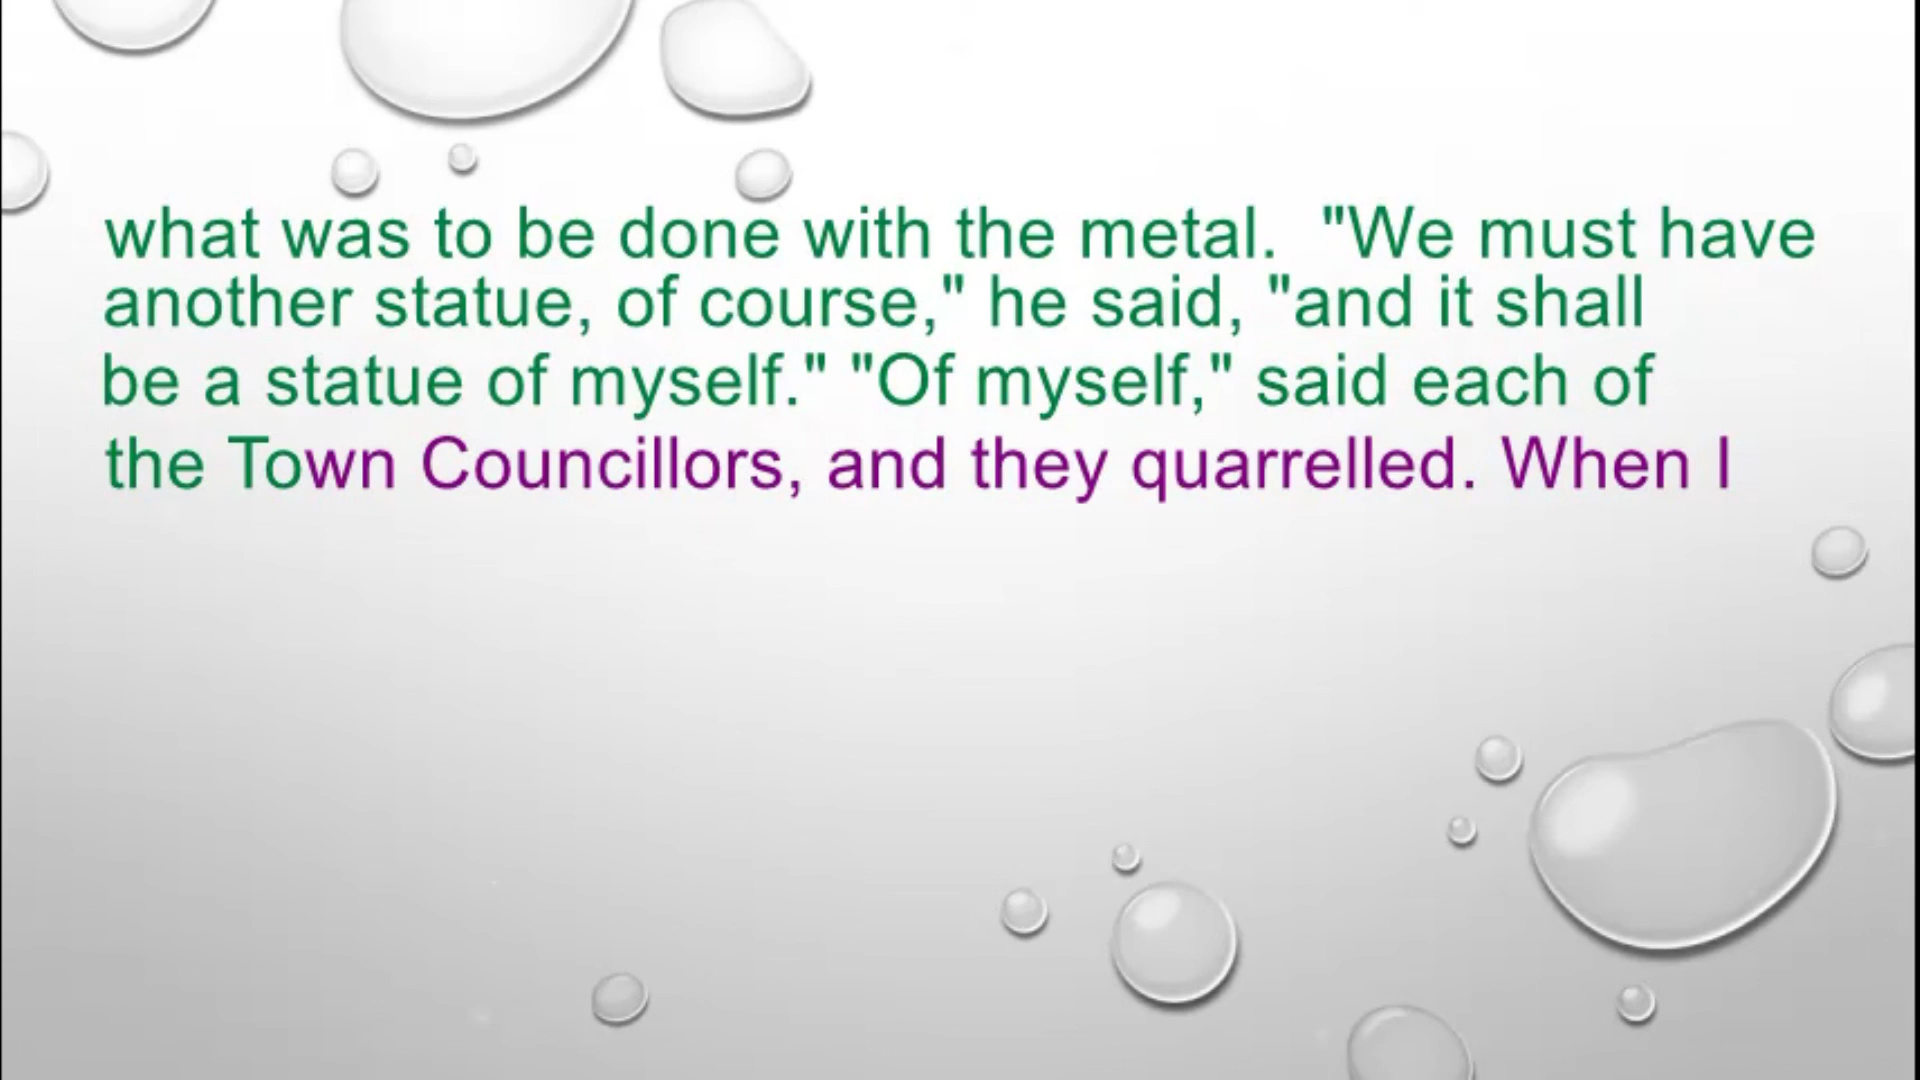 what was to be done with the metal.  "We must have
another statue, of course," he said, "and it shall
be a statue of myself." "Of myself," said each of
the Town Councillors, and they quarrelled. When I